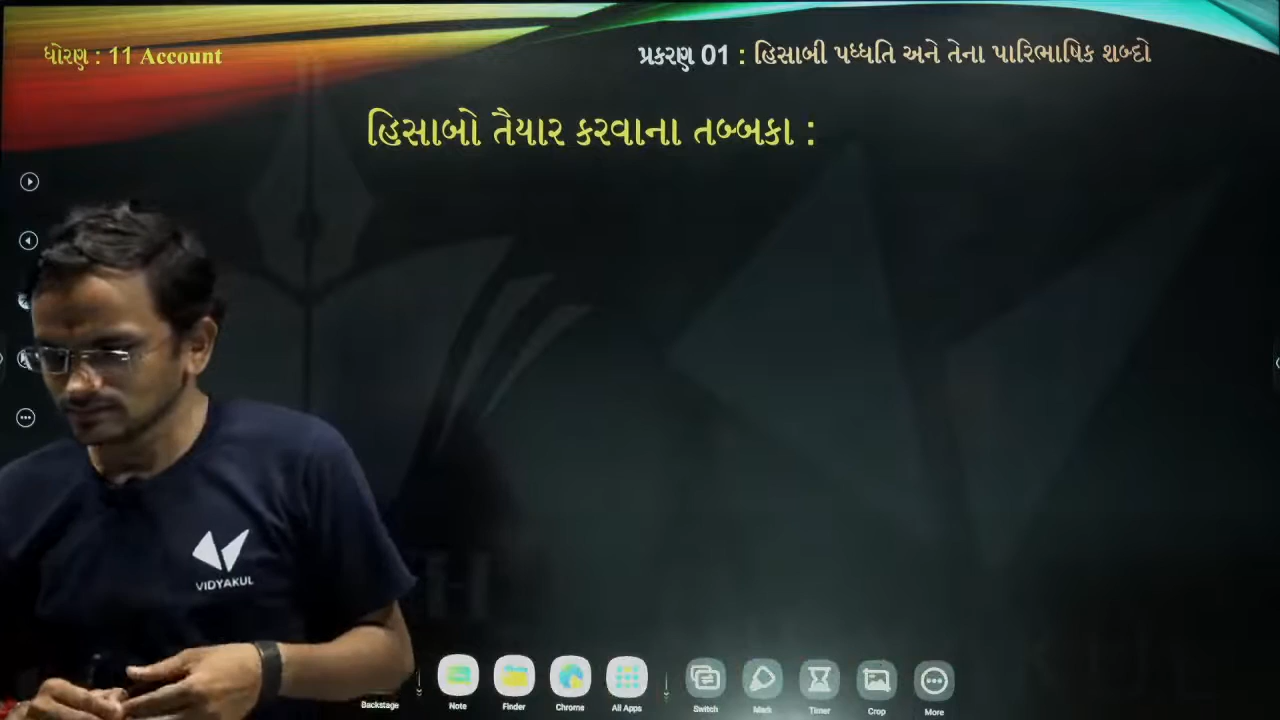 ધોરણ : 11 Account
પ્રકરણ 01 : હિસાબી પધ્ધતિ અને તેના પારિભાષિક શબ્દો
હિસાબો તૈયાર કરવાના તબ્બકા :
VIDYAKUL
Backstage
Note
Finder
Chrome
All Apps
Switch
Mark
Timer
Crop
More